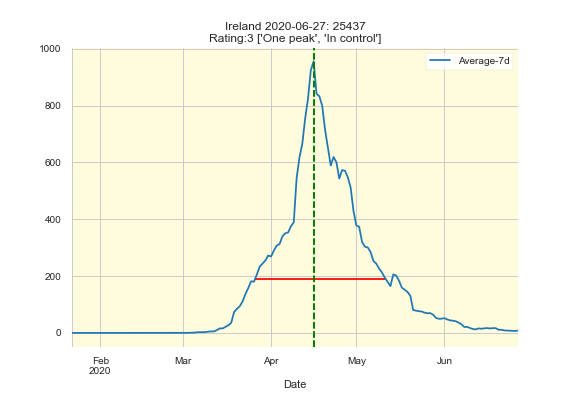 Ireland 2020-06-27: 25437
Rating:3 ['One peak', 'In control']
Average-7d
1000
800
600
400
200
0
Feb
2020
Mar
Apr
May
Jun
Date